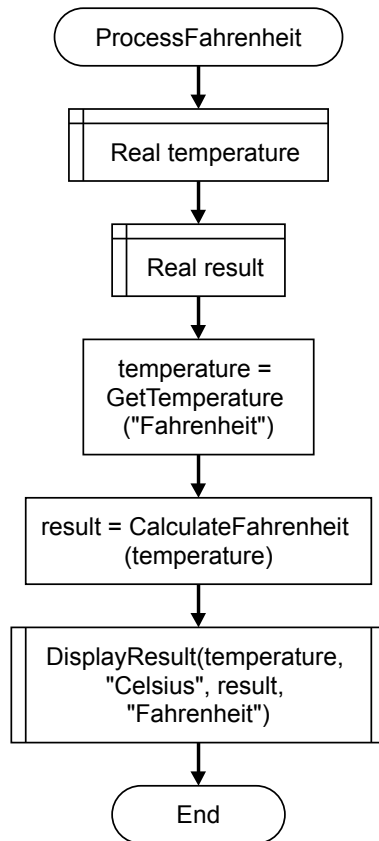 ProcessFahrenheit
Real temperature
Real result
temperature =
GetTemperature
("Fahrenheit")
result = CalculateFahrenheit
(temperature)
DisplayResult(temperature,
"Celsius", result,
"Fahrenheit")
End